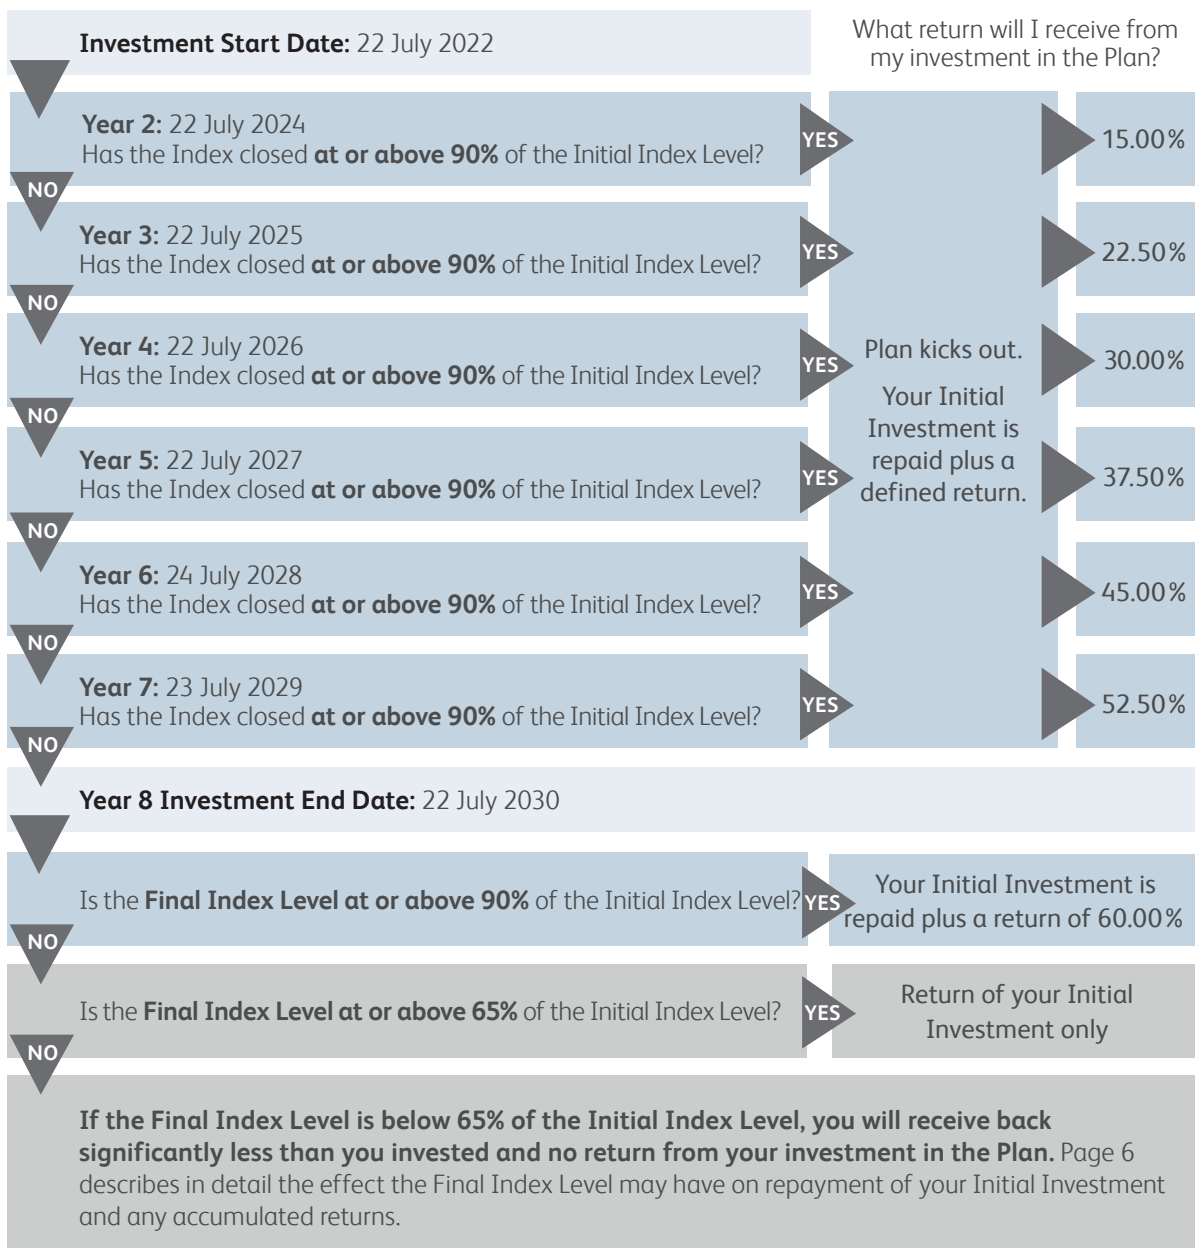 Investment Start Date: 22 July 2022
What return will I receive from
my investment in the Plan?
Year 2: 22 July 2024
Has the Index closed at or above 90% of the Initial Index Level?
YES
15.00%
NO
Year 3: 22 July 2025
Has the Index closed at or above 90% of the Initial Index Level?
YES
22.50%
NO
Year 4: 22 July 2026
Has the Index closed at or above 90% of the Initial Index Level?
YES
30.00%
NO
Year 5: 22 July 2027
Has the Index closed at or above 90% of the Initial Index Level?
YES
37.50%
NO
Year 6: 24 July 2028
Has the Index closed at or above 90% of the Initial Index Level?
YES
45.00%
NO
Year 7: 23 July 2029
Has the Index closed at or above 90% of the Initial Index Level?
YES
52.50%
NO
Plan kicks out.
Your Initial
Investment is
repaid plus a
defined return.
Year 8 Investment End Date: 22 July 2030
Is the Final Index Level at or above 90% of the Initial Index Level?
YES
Your Initial Investment is
repaid plus a return of 60.00%
NO
Is the Final Index Level at or above 65% of the Initial Index Level?
YES
Return of your Initial
Investment only
NO
If the Final Index Level is below 65% of the Initial Index Level, you will receive back
significantly less than you invested and no return from your investment in the Plan. Page 6
describes in detail the effect the Final Index Level may have on repayment of your Initial Investment
and any accumulated returns.